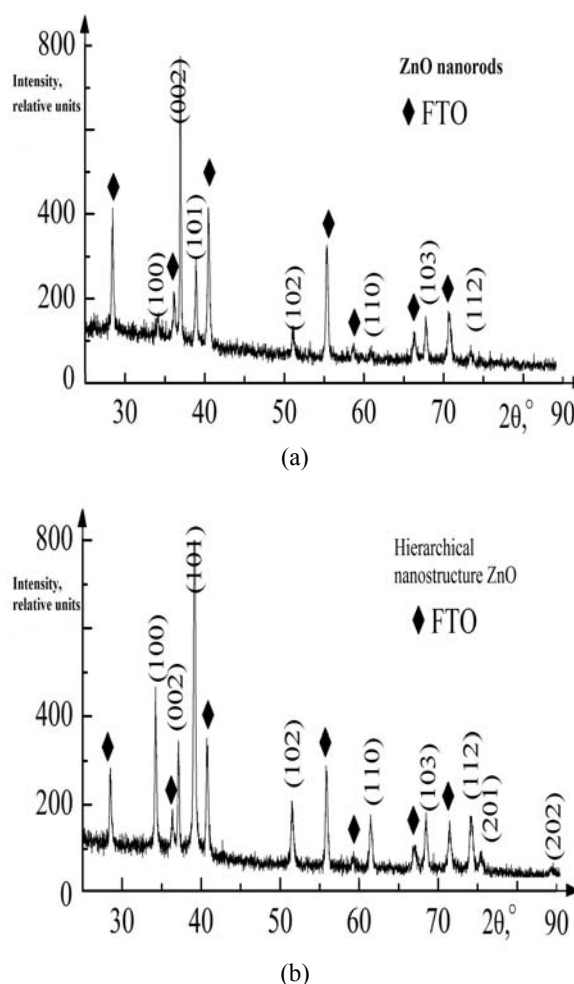 800
Intensity,
relative units
(002)
ZnO nanorods
♦ FTO
400
(100)
(101)
(102)
(110)
(103)
(112)
200
0
30 40 50 60 70 2θ,° 90
(a)
800
Intensity,
relative units
(101)
Hierarchical
nanostructure ZnO
♦ FTO
(100)
(002)
400
(102)
(110)
(103)
(112)
(201)
(202)
200
0
30 40 50 60 70 2θ,° 90
(b)